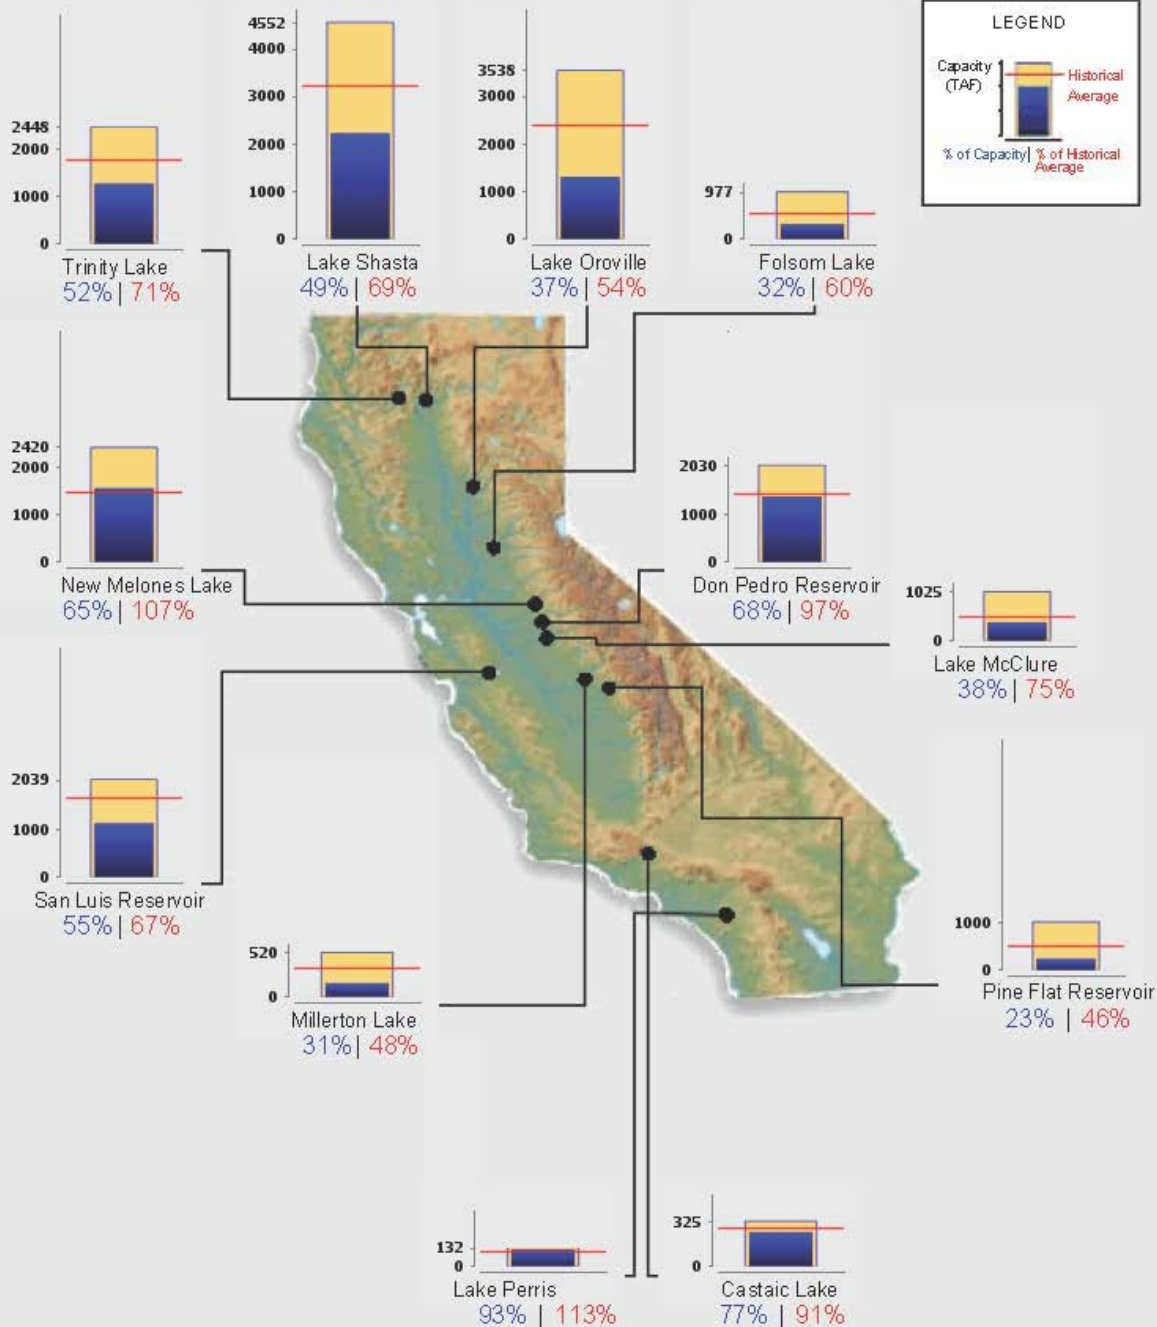 4552
4000
3000
2000
1000
0
Lake Shasta
49% | 69%
3538
3000
2000
1000
0
Lake Oroville
37% | 54%
LEGEND
Capacity
(TAF)
Historical
Average
% of Capacity | % of Historical
Average
2448
2000
1000
0
Trinity Lake
52% | 71%
977
0
Folsom Lake
32% | 60%
2420
2000
1000
0
New Melones Lake
65% | 107%
2030
1000
0
Don Pedro Reservoir
68% | 97%
1025
0
Lake McClure
38% | 75%
2039
1000
0
San Luis Reservoir
55% | 67%
520
0
Millerton Lake
31% | 48%
1000
0
Pine Flat Reservoir
23% | 46%
132
0
Lake Perris
93% | 113%
325
0
Castaic Lake
77% | 91%